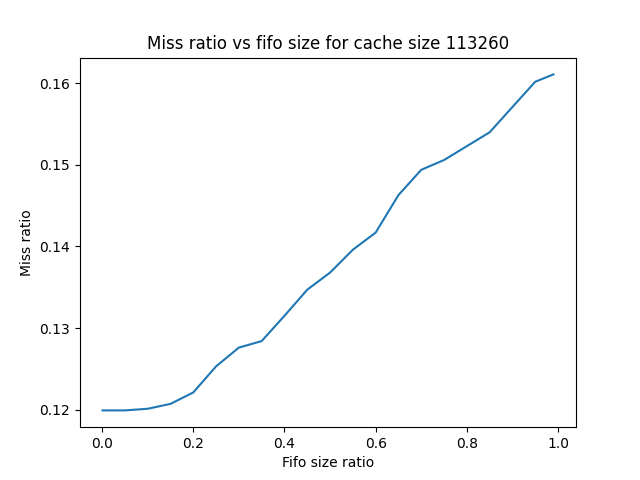 Miss ratio vs fifo size for cache size 113260
0.16
0.15
0.14
0.13
0.12
Miss ratio
0.0 0.2 0.4 0.6 0.8 1.0
Fifo size ratio